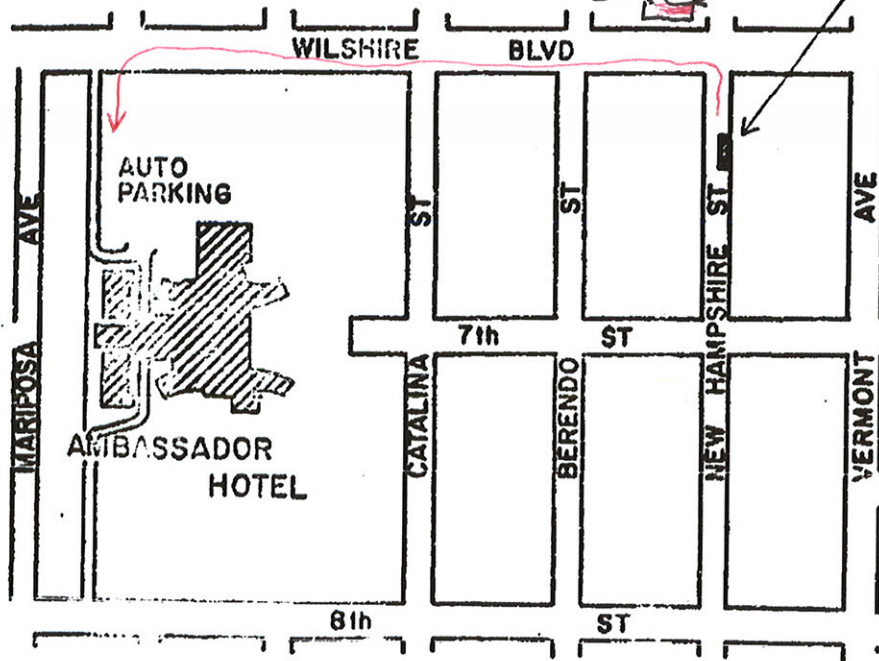 WILSHIRE BLVD
AUTO
PARKING
MARIPOSA AVE
AMBASSADOR
HOTEL
CATALINA ST
BERENDO ST
NEW HAMPSHIRE ST
VERMONT AVE
7th ST
8th ST